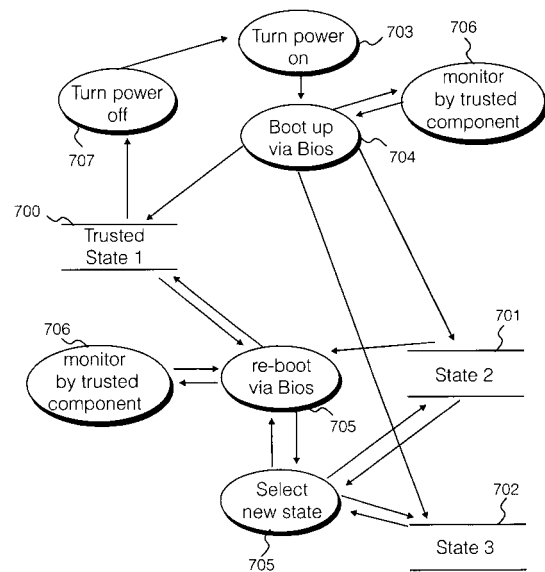 Turn power
on
703
706
monitor
by trusted
component
Turn power
off
707
Boot up
via Bios
704
700
Trusted
State 1
701
State 2
706
monitor
by trusted
component
re-boot
via Bios
705
Select
new state
705
702
State 3